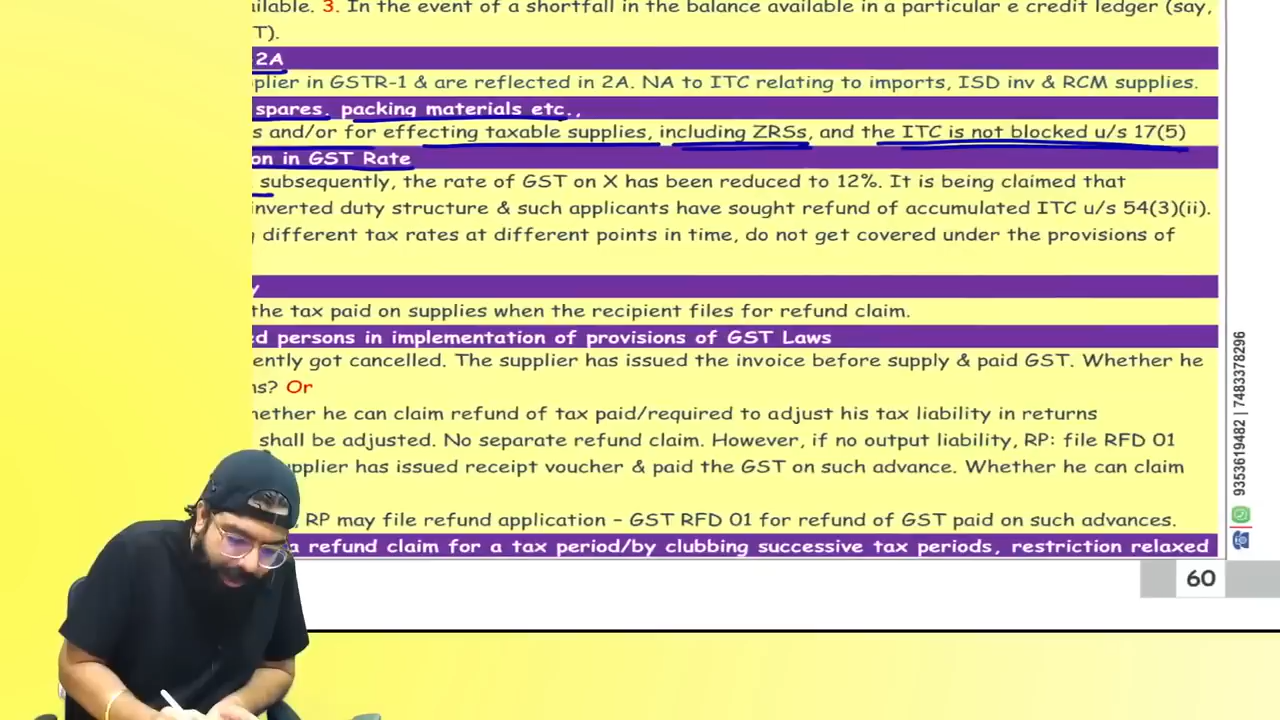 ilable. 3. In the event of a shortfall in the balance available in a particular e credit ledger (say,
T).
2A
plier in GSTR-1 & are reflected in 2A. NA to ITC relating to imports, ISD inv & RCM supplies.
spares, packing materials etc.,
s and/or for effecting taxable supplies, including ZRSs, and the ITC is not blocked u/s 17(5)
on in GST Rate
subsequently, the rate of GST on X has been reduced to 12%. It is being claimed that
inverted duty structure & such applicants have sought refund of accumulated ITC u/s 54(3)(ii).
different tax rates at different points in time, do not get covered under the provisions of
y
the tax paid on supplies when the recipient files for refund claim.
ed persons in implementation of provisions of GST Laws
ently got cancelled. The supplier has issued the invoice before supply & paid GST. Whether he
ns? Or
hether he can claim refund of tax paid/required to adjust his tax liability in returns
shall be adjusted. No separate refund claim. However, if no output liability, RP: file RFD 01
upplier has issued receipt voucher & paid the GST on such advance. Whether he can claim
, RP may file refund application – GST RFD 01 for refund of GST paid on such advances.
a refund claim for a tax period/by clubbing successive tax periods, restriction relaxed
60
9353619482 | 7483378296